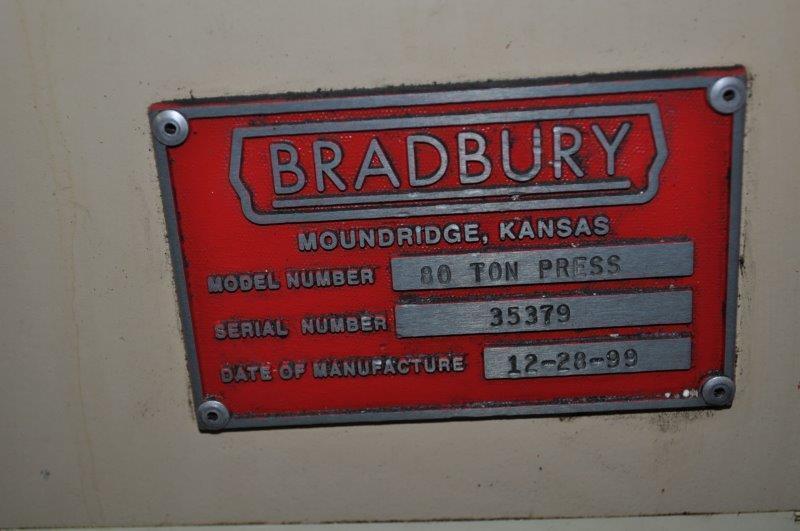 BRADBURY
MOUNDRIDGE, KANSAS
MODEL NUMBER 80 TON PRESS
SERIAL NUMBER 35379
DATE OF MANUFACTURE 12-28-99